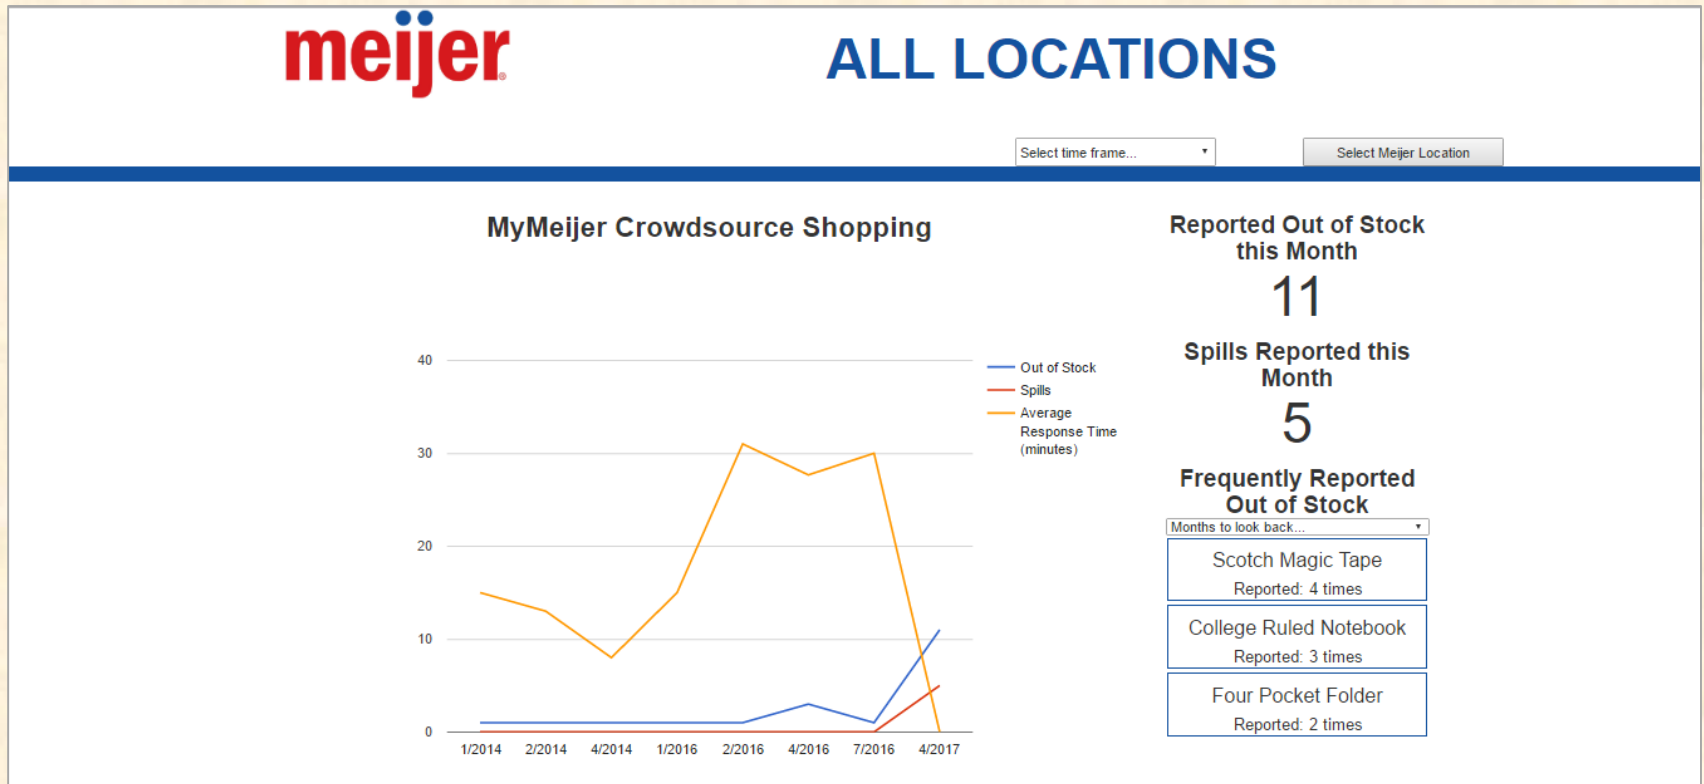 meijer®
ALL LOCATIONS
Select time frame...
Select Meijer Location
MyMeijer Crowdsource Shopping
40
30
20
10
0
1/2014
2/2014
4/2014
1/2016
2/2016
4/2016
7/2016
4/2017
Out of Stock
Spills
Average
Response Time
(minutes)
Reported Out of Stock
this Month
11
Spills Reported this
Month
5
Frequently Reported
Out of Stock
Months to look back...
Scotch Magic Tape
Reported: 4 times
College Ruled Notebook
Reported: 3 times
Four Pocket Folder
Reported: 2 times